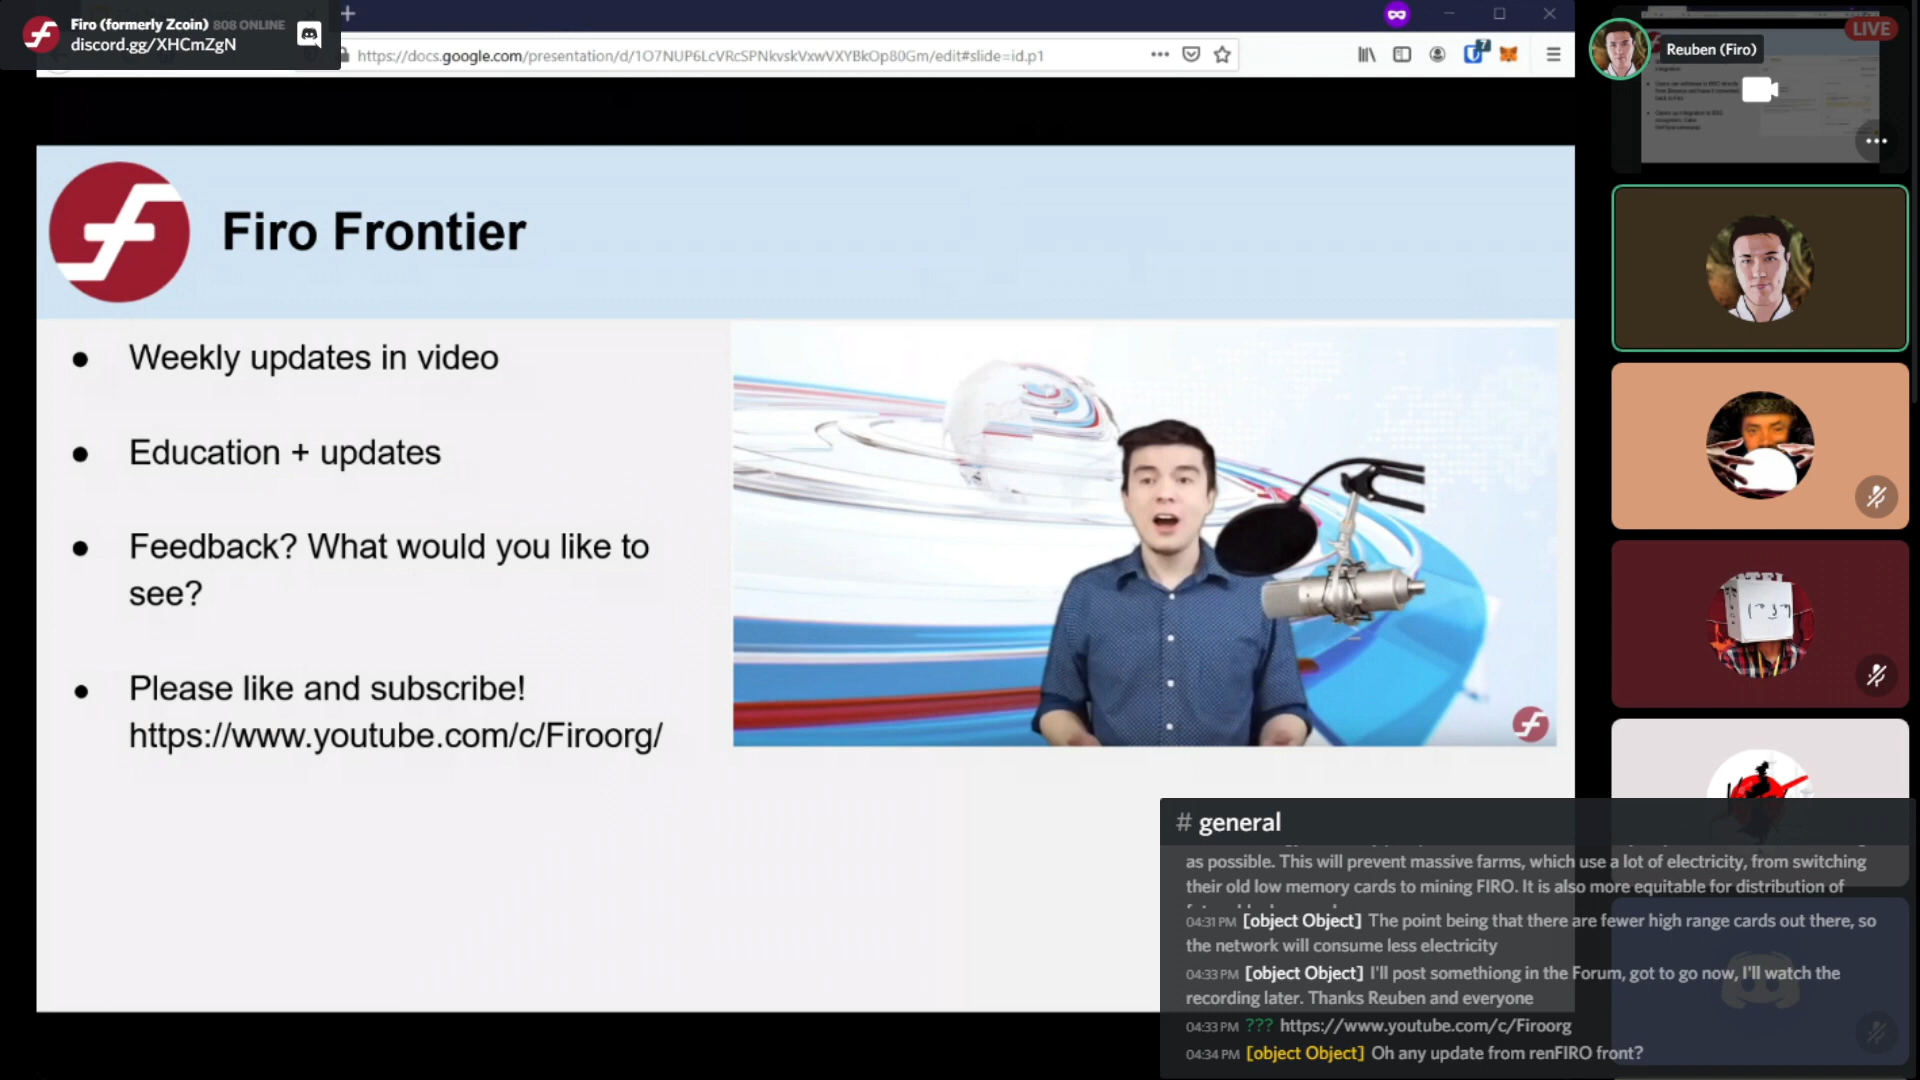 Firo (formerly Zcoin) 808 ONLINE
discord.gg/XHCmZgN
https://docs.google.com/presentation/d/1O7NUP6LcVRcSPNkvskVxwVXYBkOp80Gm/edit#slide=id.p1
7
Reuben (Firo)
LIVE
Firo Frontier
● Weekly updates in video
● Education + updates
● Feedback? What would you like to
see?
● Please like and subscribe!
https://www.youtube.com/c/Firoorg/
# general
as possible. This will prevent massive farms, which use a lot of electricity, from switching
their old low memory cards to mining FIRO. It is also more equitable for distribution of
04:31 PM [object Object] The point being that there are fewer high range cards out there, so
the network will consume less electricity
04:33 PM [object Object] I'll post somethiong in the Forum, got to go now, I'll watch the
recording later. Thanks Reuben and everyone
04:33 PM ??? https://www.youtube.com/c/Firoorg
04:34 PM [object Object] Oh any update from renFIRO front?